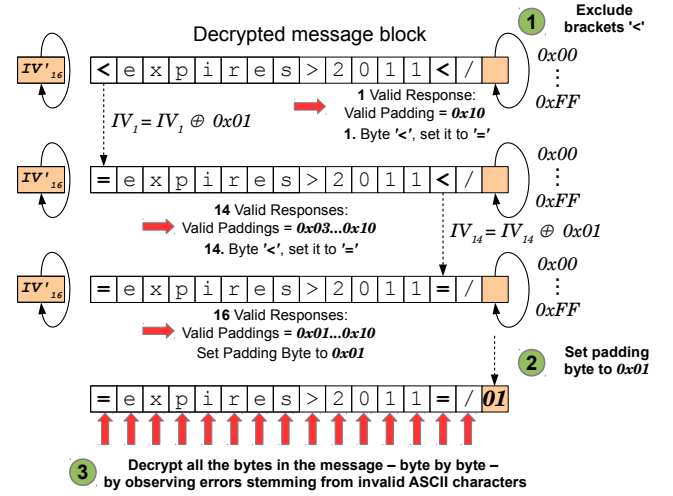 Decrypted message block
1 Exclude
brackets '<'
IV'16 < e x p i r e s > 2 0 1 1 < / 0x00
⋮
0xFF
IV1 = IV1 ⊕ 0x01
1 Valid Response:
Valid Padding = 0x10
1. Byte '<', set it to '='
IV'16 = e x p i r e s > 2 0 1 1 < / 0x00
⋮
0xFF
14 Valid Responses:
Valid Paddings = 0x03...0x10
14. Byte '<', set it to '='
IV14 = IV14 ⊕ 0x01
IV'16 = e x p i r e s > 2 0 1 1 = / 0x00
⋮
0xFF
16 Valid Responses:
Valid Paddings = 0x01...0x10
Set Padding Byte to 0x01
2 Set padding
byte to 0x01
= e x p i r e s > 2 0 1 1 = / 01
3 Decrypt all the bytes in the message – byte by byte –
by observing errors stemming from invalid ASCII characters